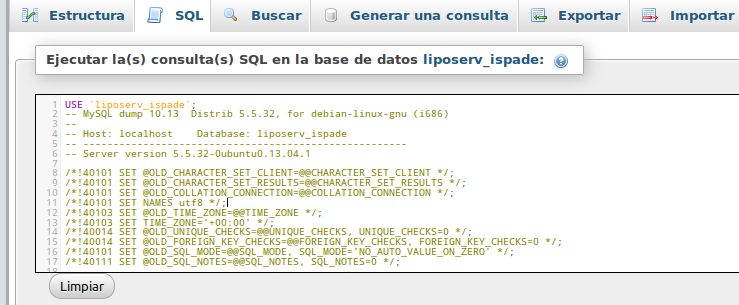 Estructura SQL Buscar Generar una consulta Exportar Importar
Ejecutar la(s) consulta(s) SQL en la base de datos liposerv_ispade:
1 USE `liposerv_ispade`;
2 -- MySQL dump 10.13  Distrib 5.5.32, for debian-linux-gnu (i686)
3 --
4 -- Host: localhost    Database: liposerv_ispade
5 -- ------------------------------------------------------
6 -- Server version 5.5.32-0ubuntu0.13.04.1
7
8 /*!40101 SET @OLD_CHARACTER_SET_CLIENT=@@CHARACTER_SET_CLIENT */;
9 /*!40101 SET @OLD_CHARACTER_SET_RESULTS=@@CHARACTER_SET_RESULTS */;
10 /*!40101 SET @OLD_COLLATION_CONNECTION=@@COLLATION_CONNECTION */;
11 /*!40101 SET NAMES utf8 */;
12 /*!40103 SET @OLD_TIME_ZONE=@@TIME_ZONE */;
13 /*!40103 SET TIME_ZONE='+00:00' */;
14 /*!40014 SET @OLD_UNIQUE_CHECKS=@@UNIQUE_CHECKS, UNIQUE_CHECKS=0 */;
15 /*!40014 SET @OLD_FOREIGN_KEY_CHECKS=@@FOREIGN_KEY_CHECKS, FOREIGN_KEY_CHECKS=0 */;
16 /*!40101 SET @OLD_SQL_MODE=@@SQL_MODE, SQL_MODE='NO_AUTO_VALUE_ON_ZERO' */;
17 /*!40111 SET @OLD_SQL_NOTES=@@SQL_NOTES, SQL_NOTES=0 */;
18
Limpiar